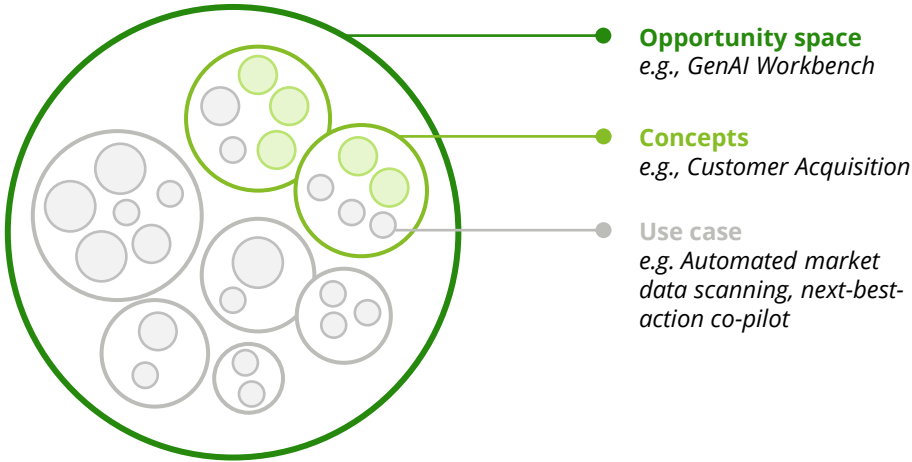 Opportunity space
e.g., GenAI Workbench
Concepts
e.g., Customer Acquisition
Use case
e.g. Automated market
data scanning, next-best-
action co-pilot